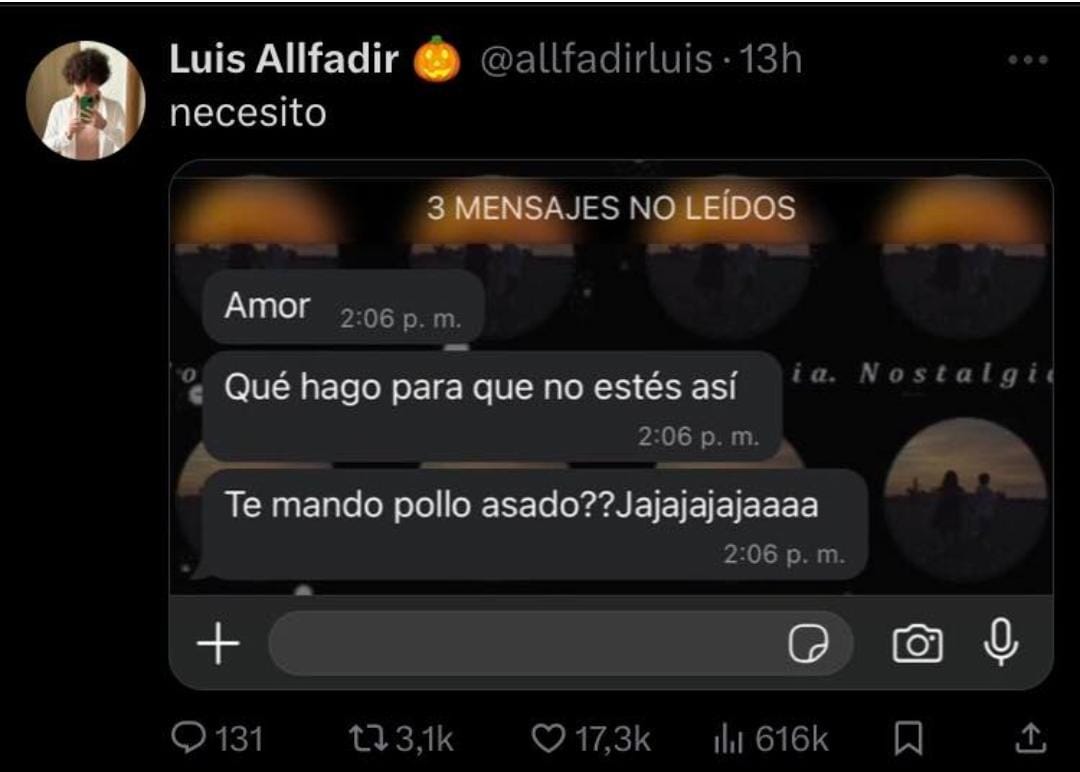 Luis Allfadir 🎃 @allfadirluis · 13h
necesito
3 MENSAJES NO LEÍDOS
Amor 2:06 p. m.
Qué hago para que no estés así
2:06 p. m.
Nostalgi
Te mando pollo asado??Jajajajajaaaa
2:06 p. m.
131 3,1k 17,3k 616k